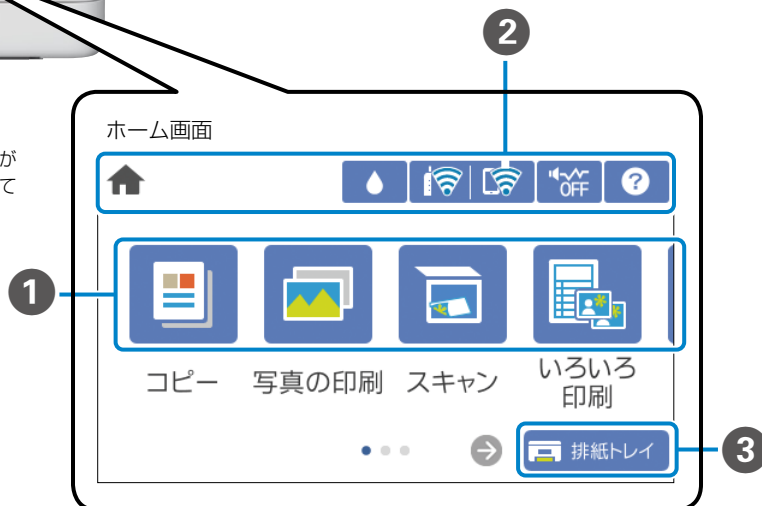 2
ホーム画面
が
て
OFF
?
1
コピー
写真の印刷
スキャン
いろいろ
印刷
排紙トレイ
3